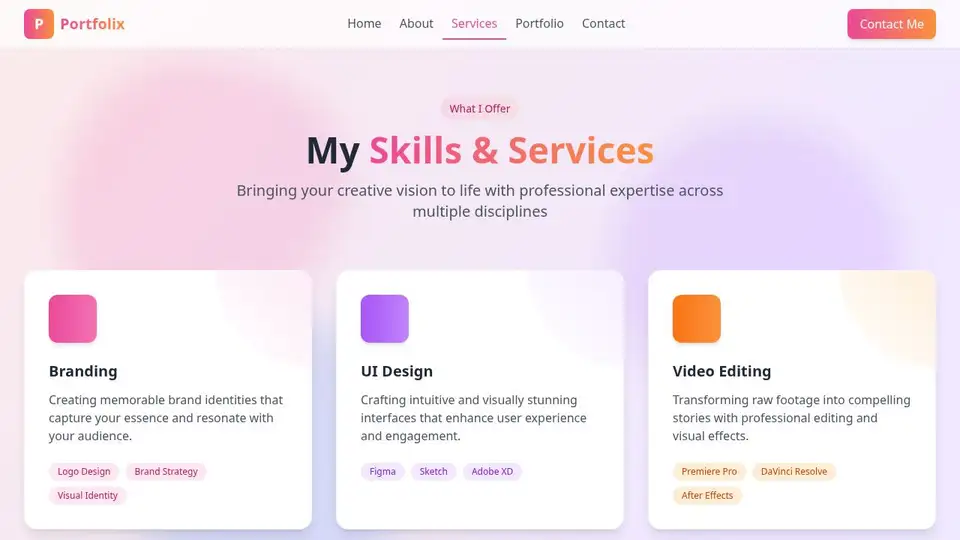 P Portfolix
Home About Services Portfolio Contact
Contact Me
What I Offer
My Skills & Services
Bringing your creative vision to life with professional expertise across
multiple disciplines
Branding
Creating memorable brand identities that
capture your essence and resonate with
your audience.
Logo Design Brand Strategy
Visual Identity
UI Design
Crafting intuitive and visually stunning
interfaces that enhance user experience
and engagement.
Figma Sketch Adobe XD
Video Editing
Transforming raw footage into compelling
stories with professional editing and
visual effects.
Premiere Pro DaVinci Resolve
After Effects